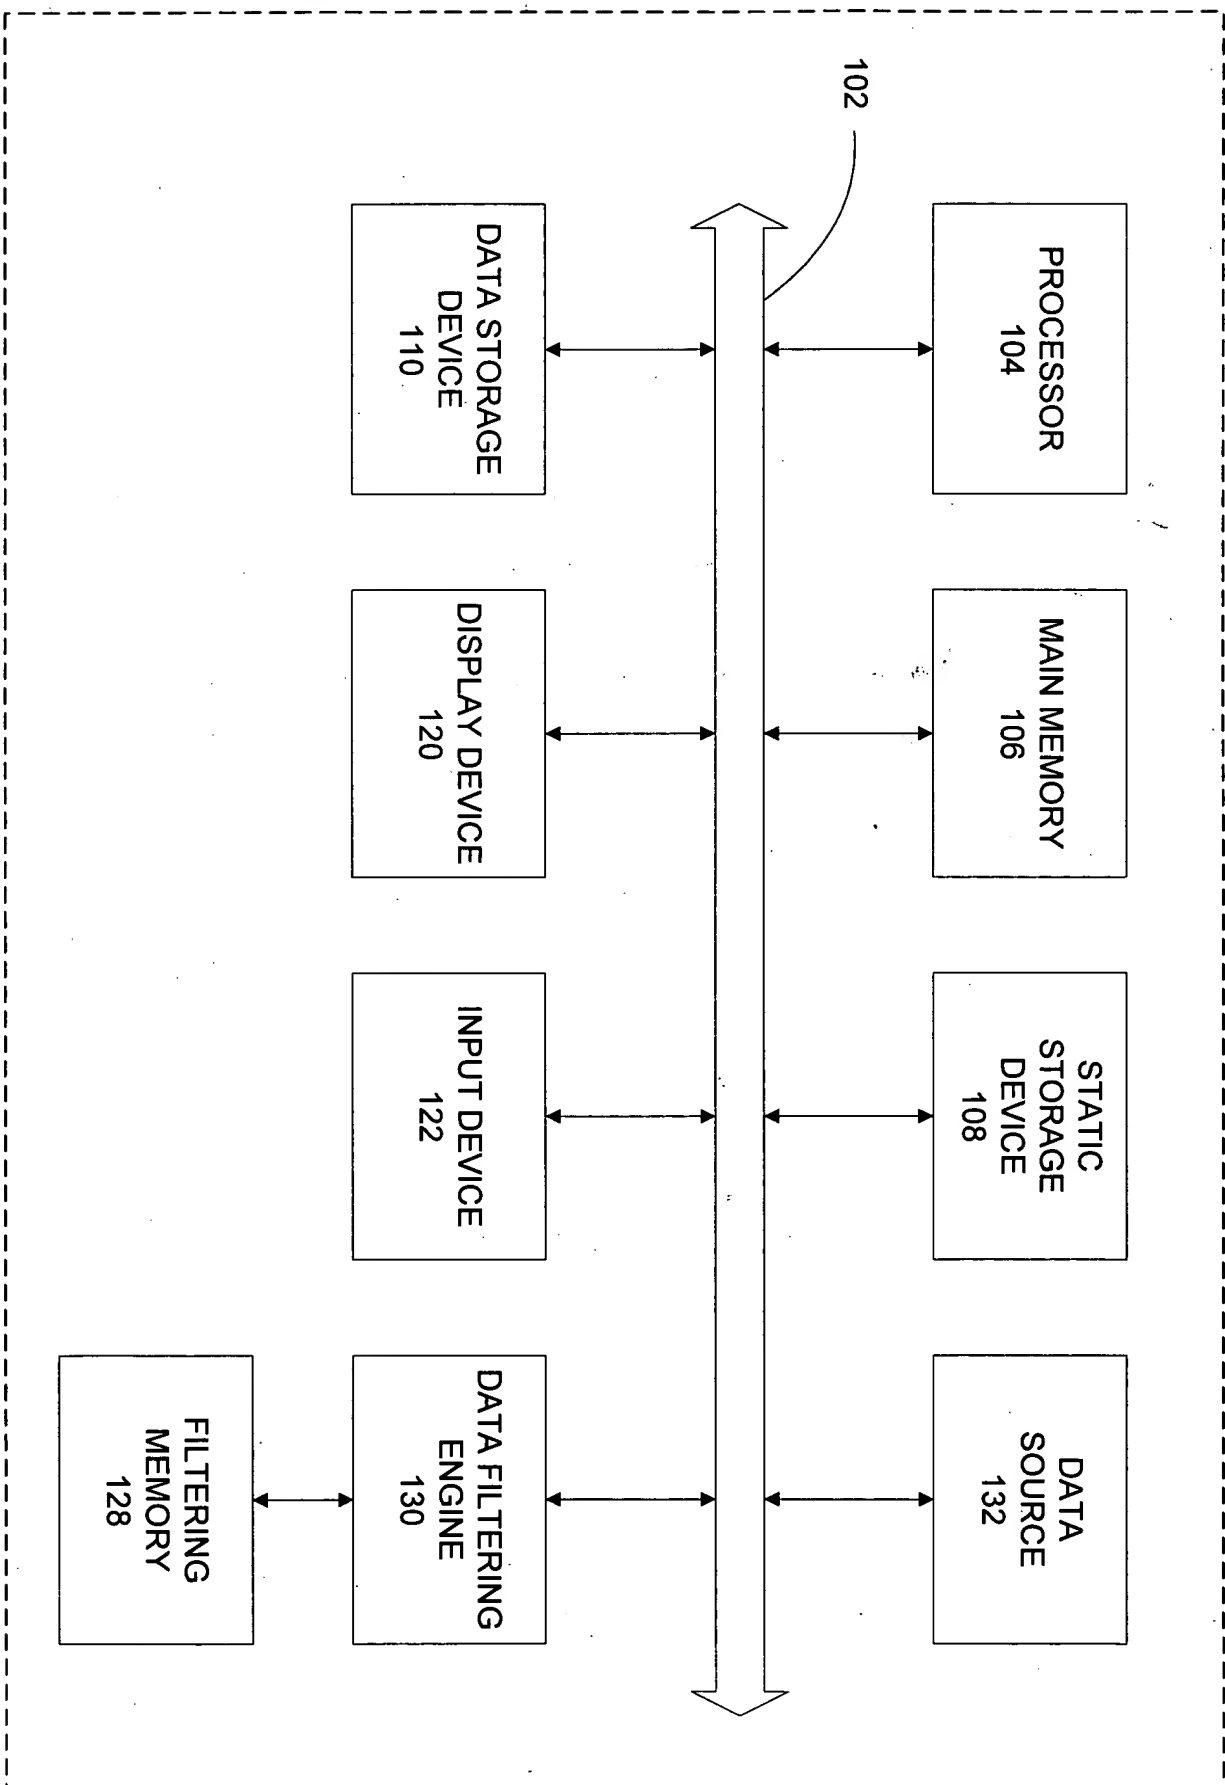 102
PROCESSOR
104
MAIN MEMORY
106
STATIC
STORAGE
DEVICE
108
DATA
SOURCE
132
DATA STORAGE
DEVICE
110
DISPLAY DEVICE
120
INPUT DEVICE
122
DATA FILTERING
ENGINE
130
FILTERING
MEMORY
128